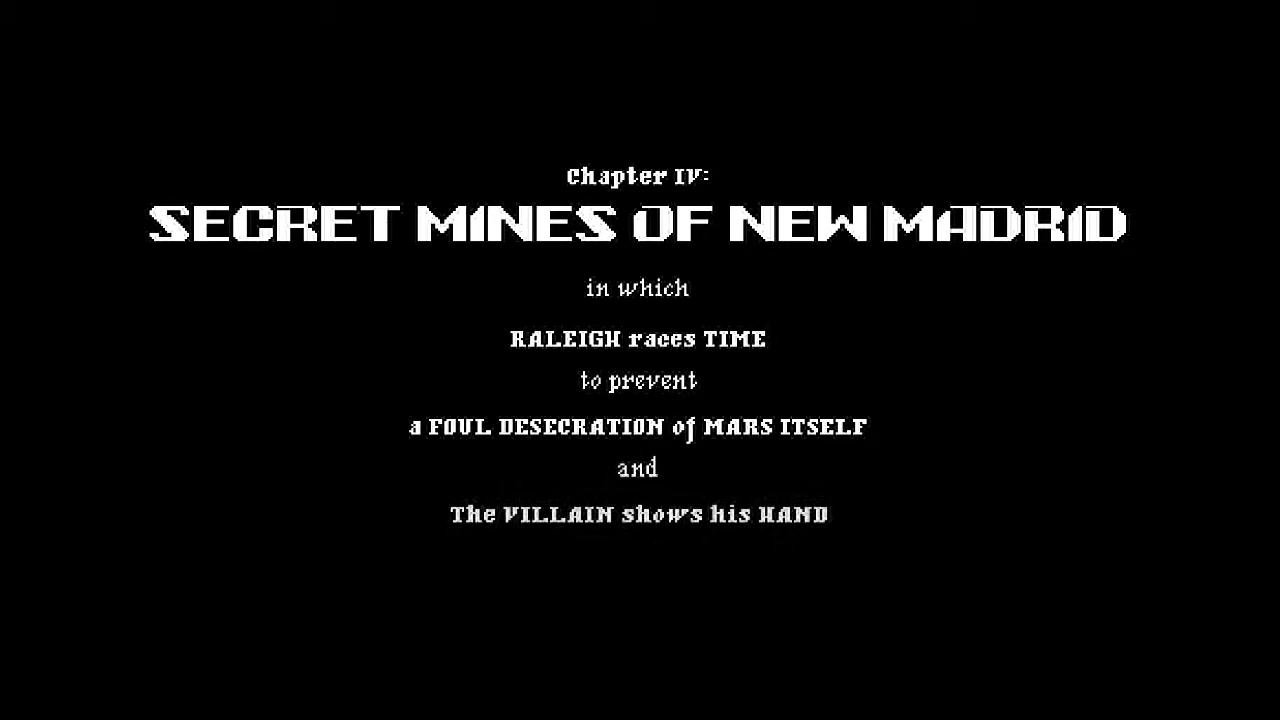 Chapter IV:
SECRET MINES OF NEW MADRID
in which
RALEIGH races TIME
to prevent
a FOUL DESECRATION of MARS ITSELF
and
The VILLAIN shows his HAND